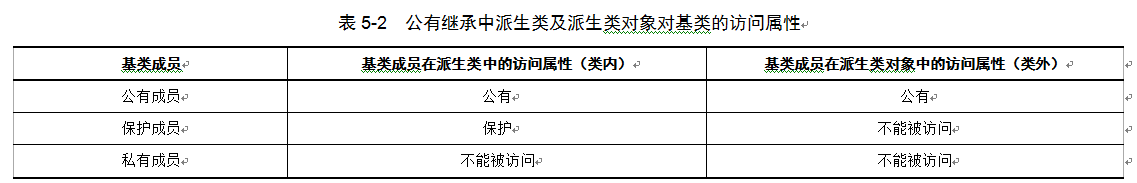 表 5-2 公有继承中派生类及派生类对象对基类的访问属性
基类成员 基类成员在派生类中的访问属性（类内） 基类成员在派生类对象中的访问属性（类外）
公有成员 公有 公有
保护成员 保护 不能被访问
私有成员 不能被访问 不能被访问